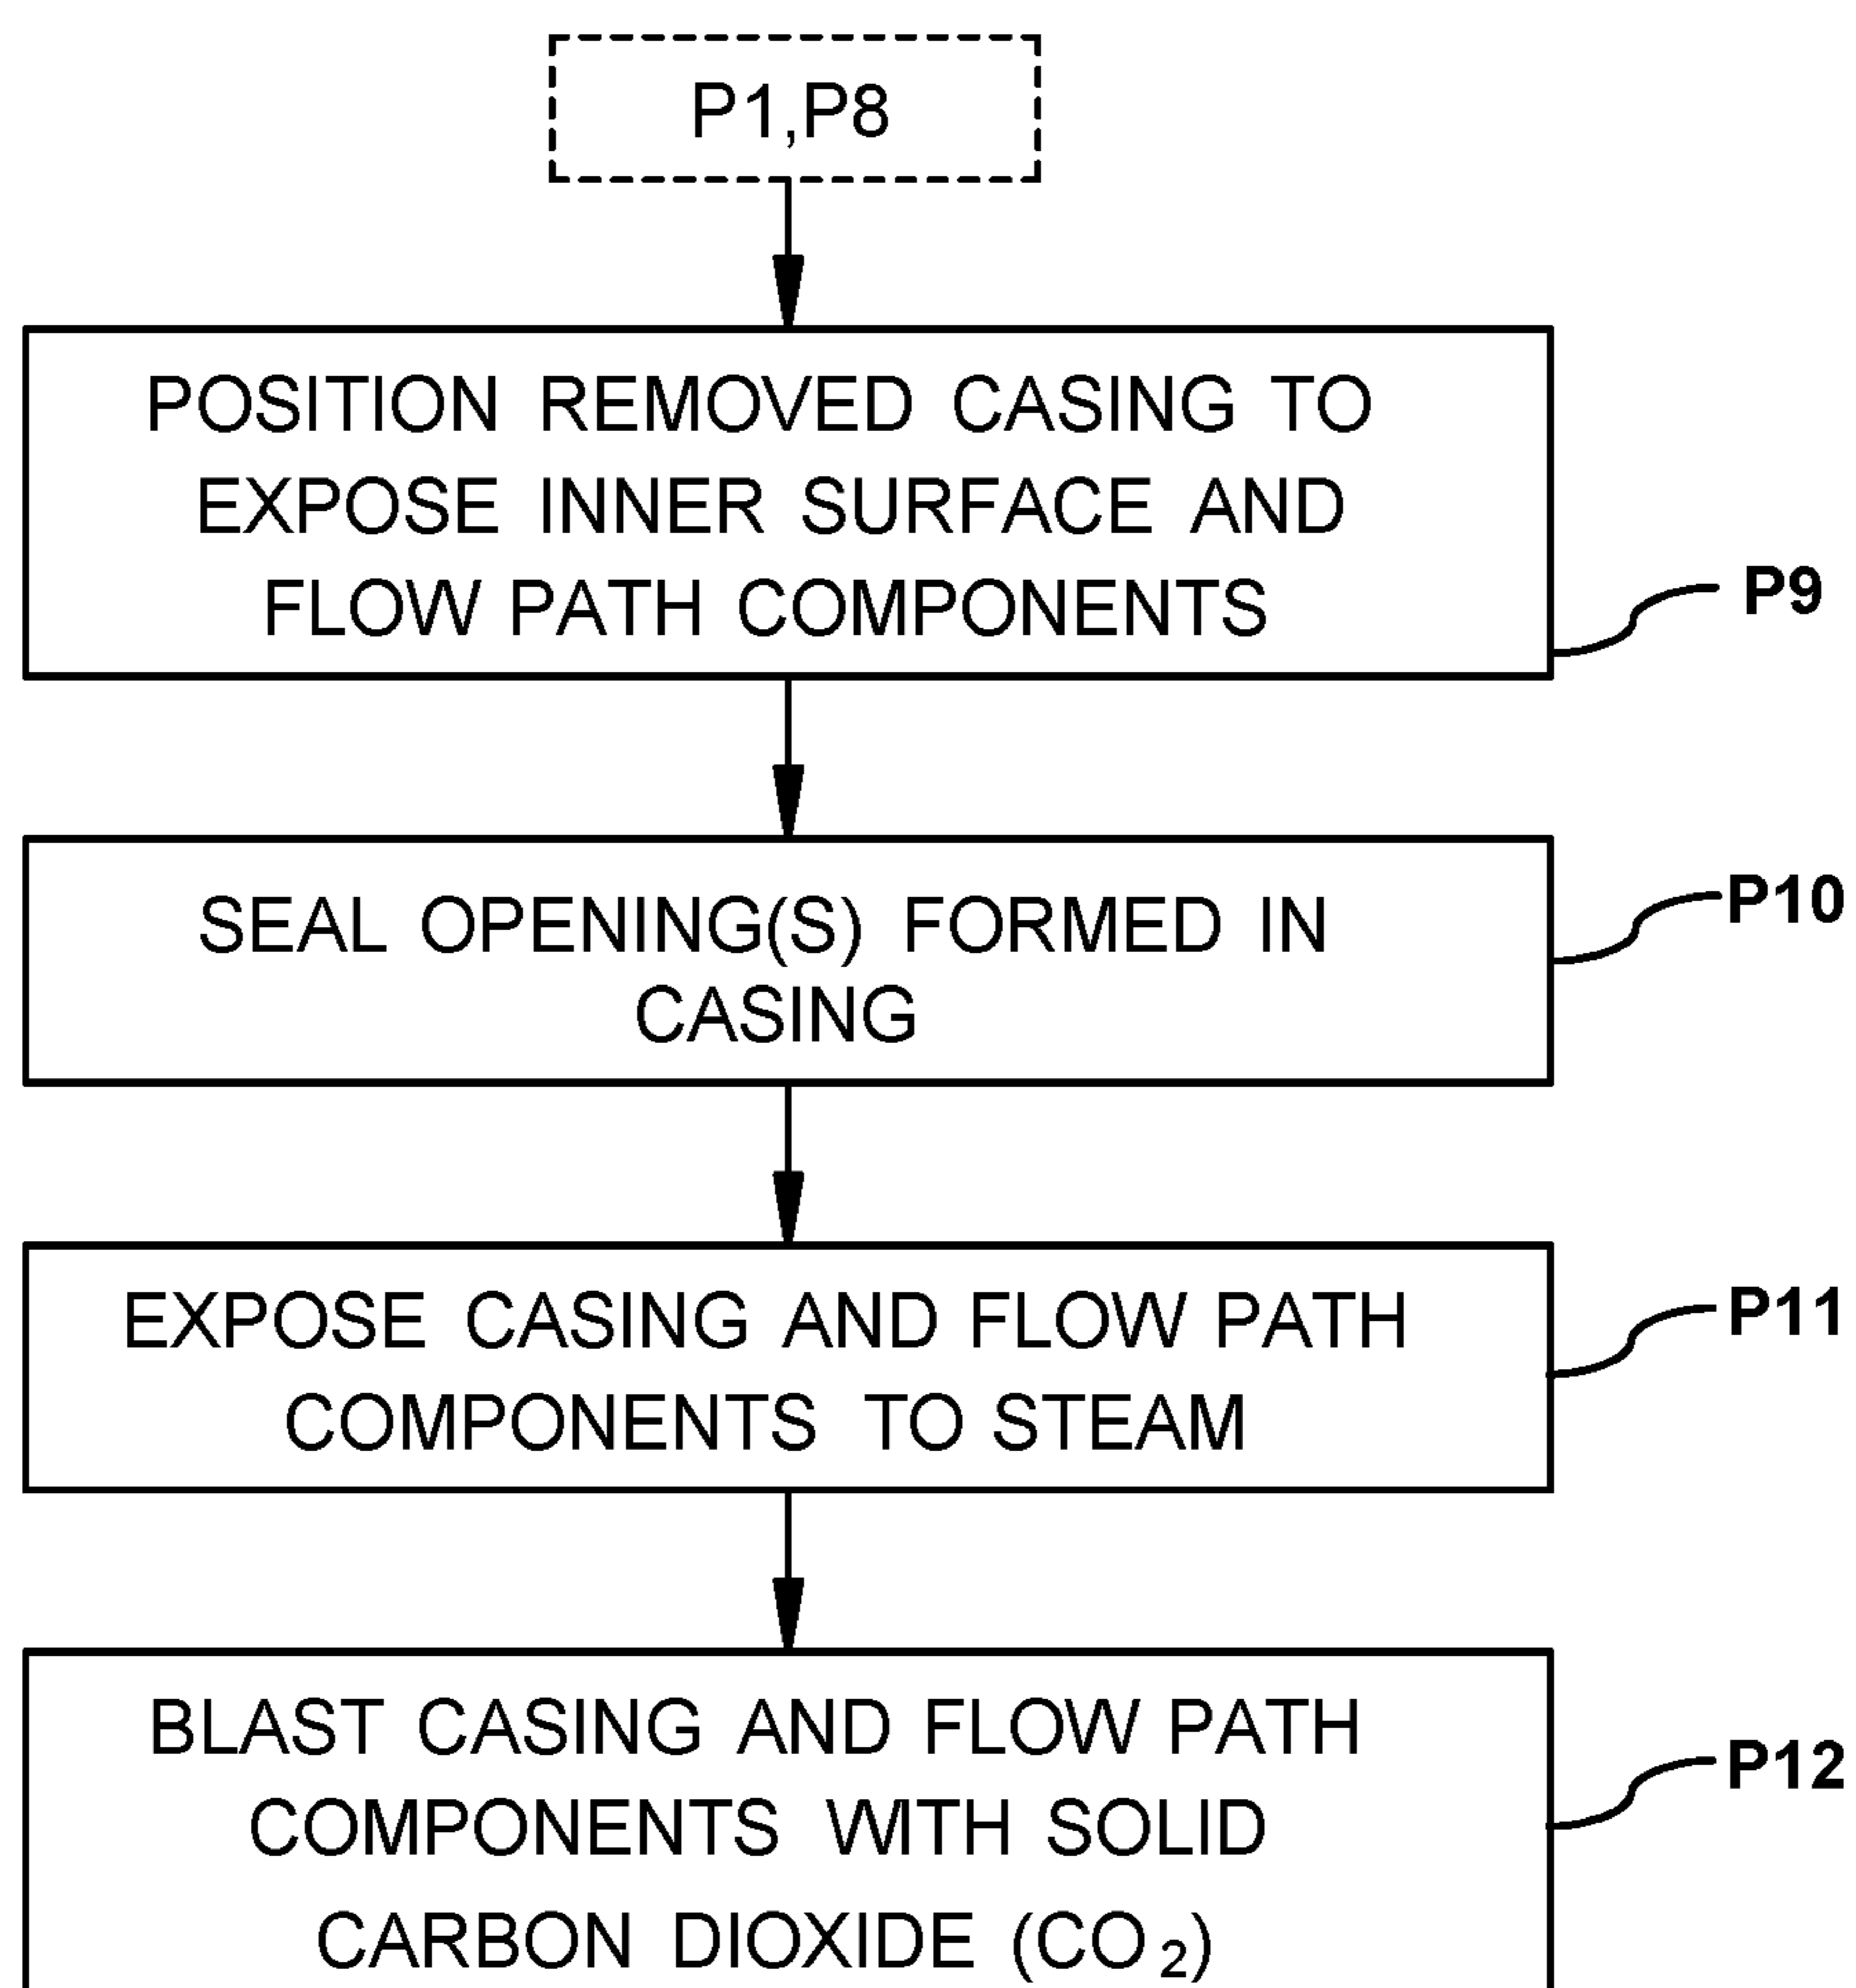 P1,P8
POSITION REMOVED CASING TO
EXPOSE INNER SURFACE AND
FLOW PATH COMPONENTS
P9
SEAL OPENING(S) FORMED IN
CASING
P10
EXPOSE CASING AND FLOW PATH
COMPONENTS TO STEAM
P11
BLAST CASING AND FLOW PATH
COMPONENTS WITH SOLID
CARBON DIOXIDE (CO₂)
P12